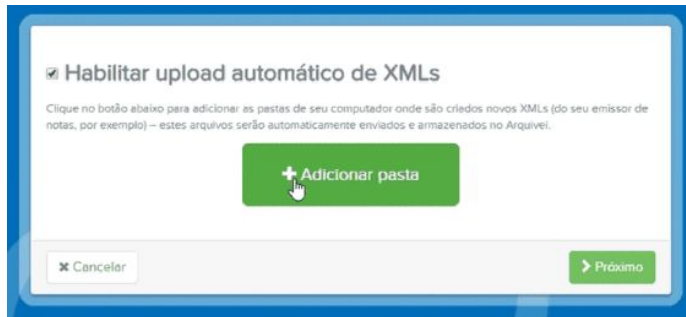 Habilitar upload automático de XMLs
Clique no botão abaixo para adicionar as pastas de seu computador onde são criados novos XMLs (do seu emissor de
notas, por exemplo) – estes arquivos serão automaticamente enviados e armazenados no Arquivei.
Adicionar pasta
Cancelar
Próximo